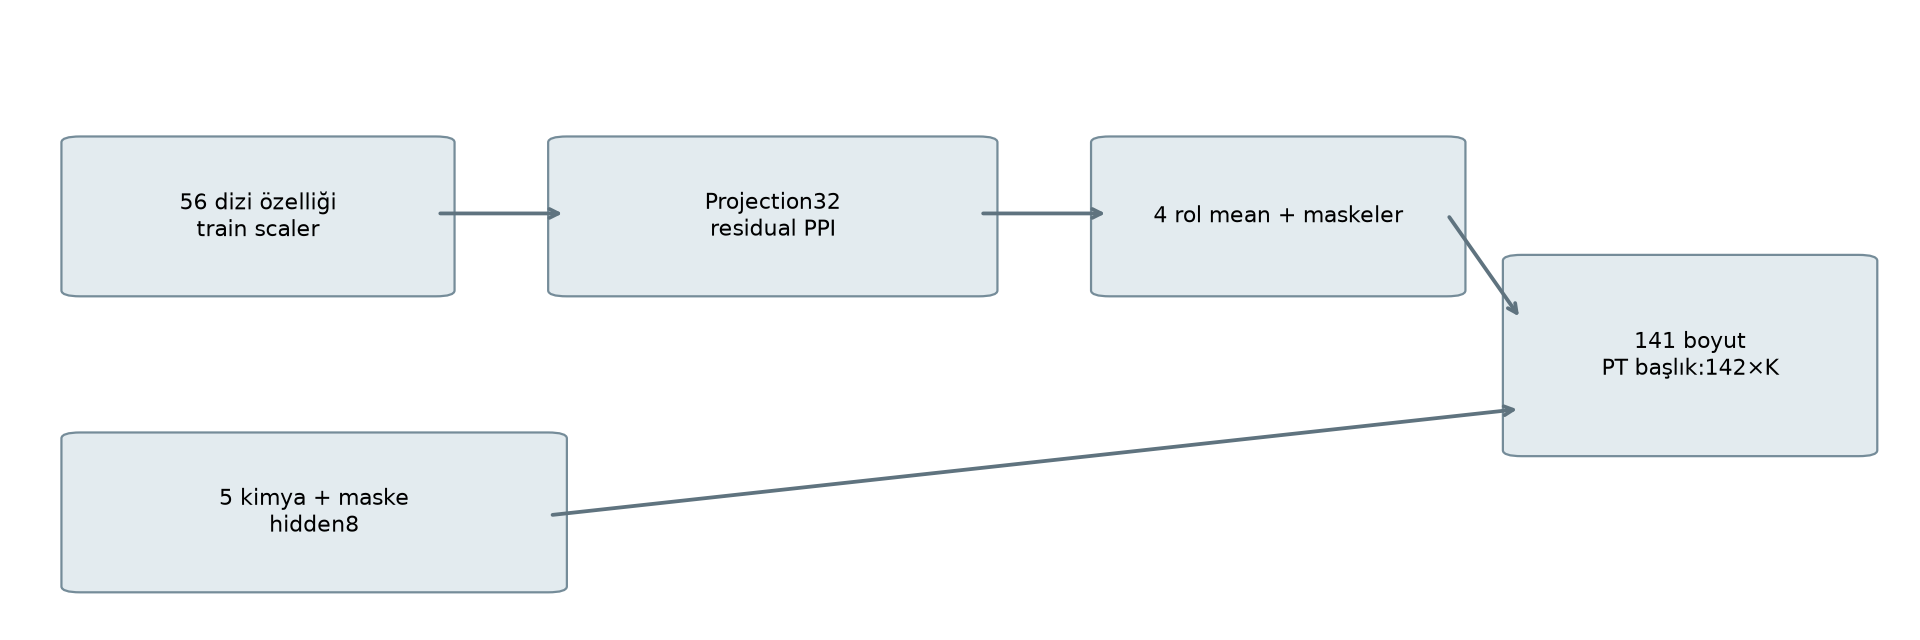 56 dizi özelliği
train scaler
Projection32
residual PPI
4 rol mean + maskeler
141 boyut
PT başlık:142×K
5 kimya + maske
hidden8